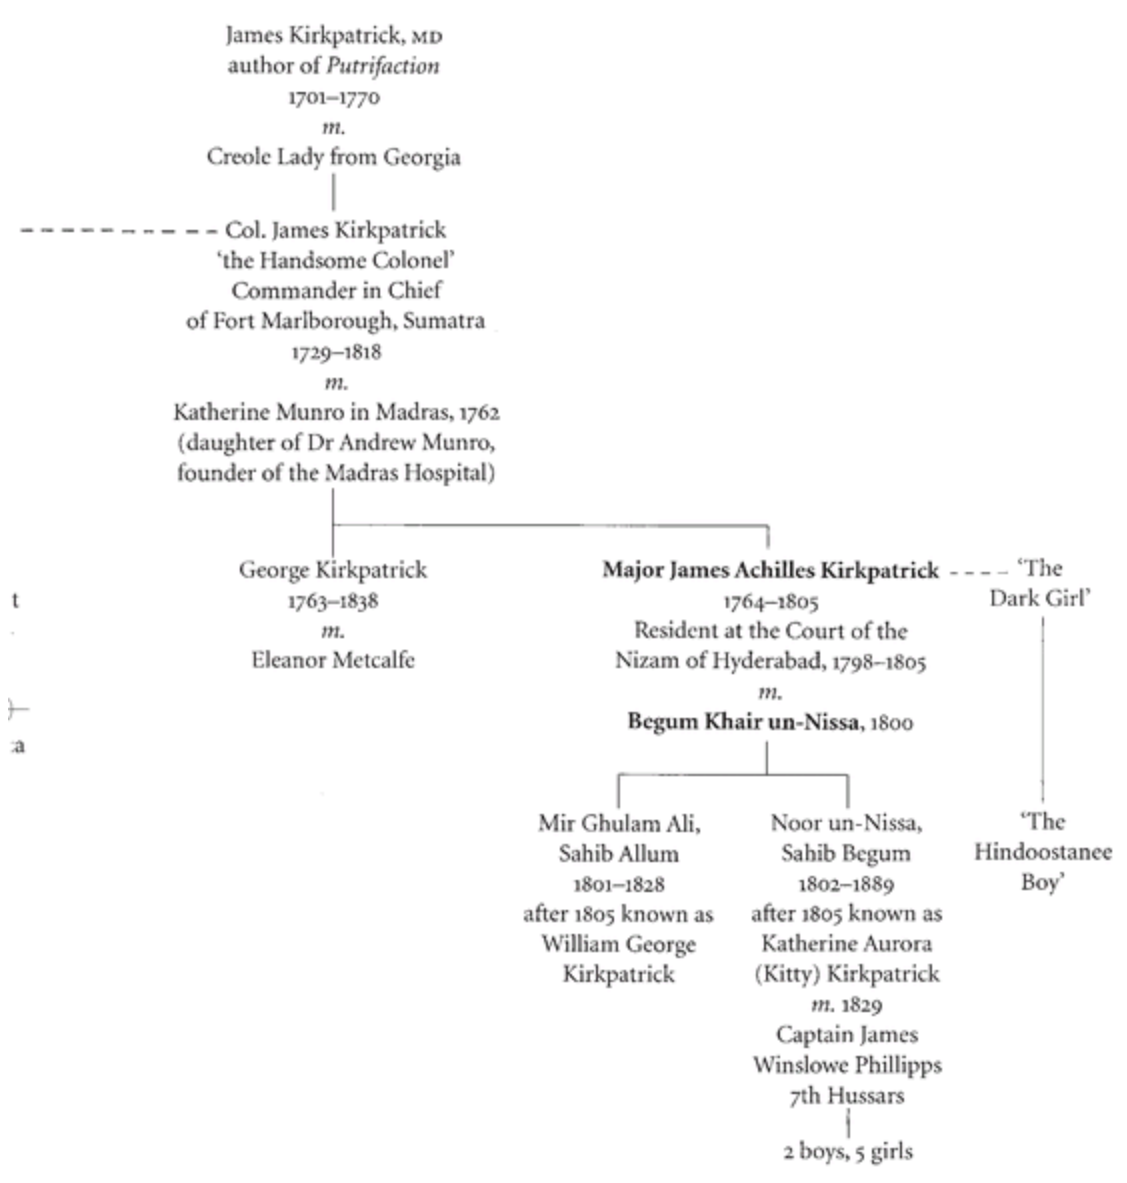 James Kirkpatrick, MD
author of Putrifaction
1701–1770
m.
Creole Lady from Georgia
Col. James Kirkpatrick
‘the Handsome Colonel’
Commander in Chief
of Fort Marlborough, Sumatra
1729–1818
m.
Katherine Munro in Madras, 1762
(daughter of Dr Andrew Munro,
founder of the Madras Hospital)
George Kirkpatrick
1763–1838
m.
Eleanor Metcalfe
Major James Achilles Kirkpatrick
1764–1805
Resident at the Court of the
Nizam of Hyderabad, 1798–1805
m.
Begum Khair un-Nissa, 1800
‘The
Dark Girl’
t
a
Mir Ghulam Ali,
Sahib Allum
1801–1828
after 1805 known as
William George
Kirkpatrick
Noor un-Nissa,
Sahib Begum
1802–1889
after 1805 known as
Katherine Aurora
(Kitty) Kirkpatrick
m. 1829
Captain James
Winslowe Phillipps
7th Hussars
2 boys, 5 girls
‘The
Hindoostanee
Boy’